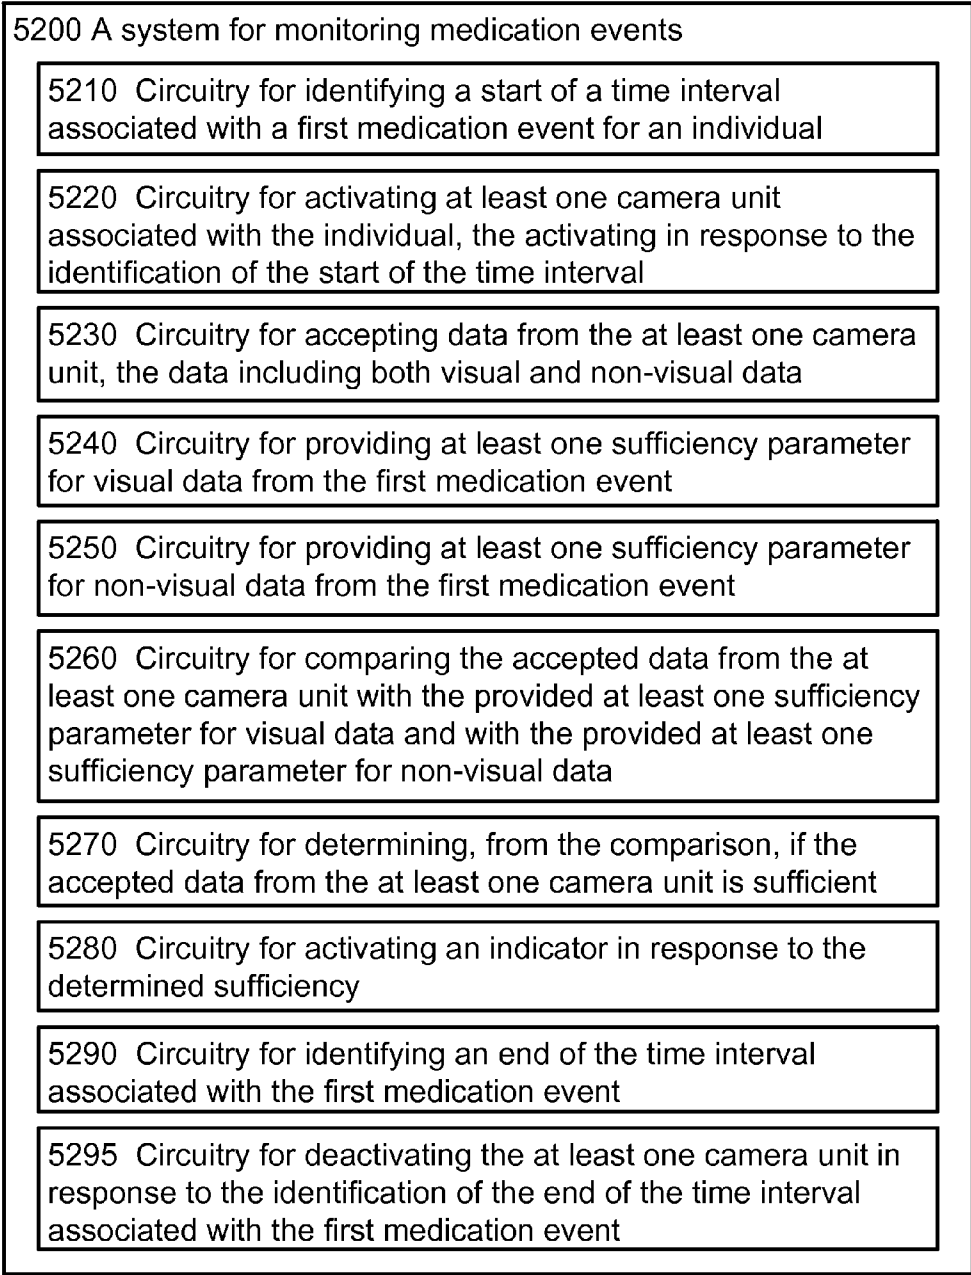 5200 A system for monitoring medication events
5210 Circuitry for identifying a start of a time interval
associated with a first medication event for an individual
5220 Circuitry for activating at least one camera unit
associated with the individual, the activating in response to the
identification of the start of the time interval
5230 Circuitry for accepting data from the at least one camera
unit, the data including both visual and non-visual data
5240 Circuitry for providing at least one sufficiency parameter
for visual data from the first medication event
5250 Circuitry for providing at least one sufficiency parameter
for non-visual data from the first medication event
5260 Circuitry for comparing the accepted data from the at
least one camera unit with the provided at least one sufficiency
parameter for visual data and with the provided at least one
sufficiency parameter for non-visual data
5270 Circuitry for determining, from the comparison, if the
accepted data from the at least one camera unit is sufficient
5280 Circuitry for activating an indicator in response to the
determined sufficiency
5290 Circuitry for identifying an end of the time interval
associated with the first medication event
5295 Circuitry for deactivating the at least one camera unit in
response to the identification of the end of the time interval
associated with the first medication event